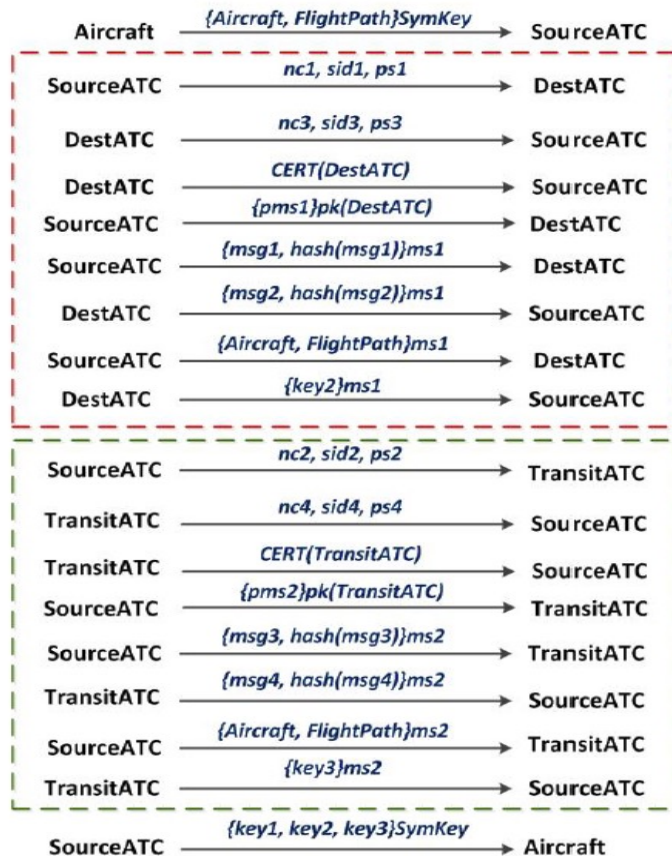 Aircraft {Aircraft, FlightPath}SymKey SourceATC
SourceATC nc1, sid1, ps1 DestATC
DestATC nc3, sid3, ps3 SourceATC
DestATC CERT(DestATC) SourceATC
SourceATC {pms1}pk(DestATC) DestATC
SourceATC {msg1, hash(msg1)}ms1 DestATC
DestATC {msg2, hash(msg2)}ms1 SourceATC
SourceATC {Aircraft, FlightPath}ms1 DestATC
DestATC {key2}ms1 SourceATC
SourceATC nc2, sid2, ps2 TransitATC
TransitATC nc4, sid4, ps4 SourceATC
TransitATC CERT(TransitATC) SourceATC
SourceATC {pms2}pk(TransitATC) TransitATC
SourceATC {msg3, hash(msg3)}ms2 TransitATC
TransitATC {msg4, hash(msg4)}ms2 SourceATC
SourceATC {Aircraft, FlightPath}ms2 TransitATC
TransitATC {key3}ms2 SourceATC
SourceATC {key1, key2, key3}SymKey Aircraft